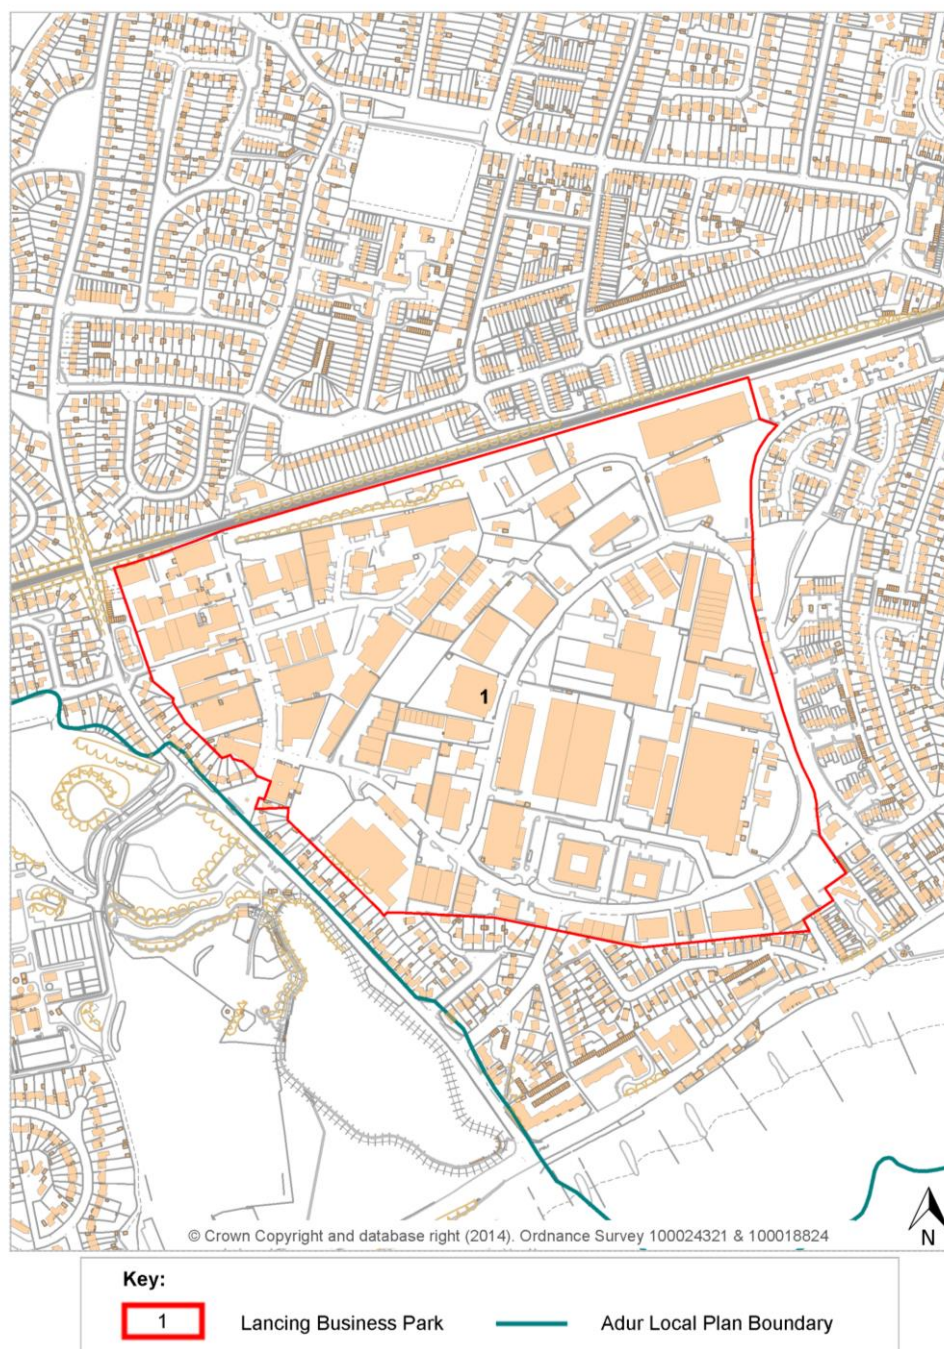 1
© Crown Copyright and database right (2014). Ordnance Survey 100024321 & 100018824
N
Key:
1 Lancing Business Park Adur Local Plan Boundary